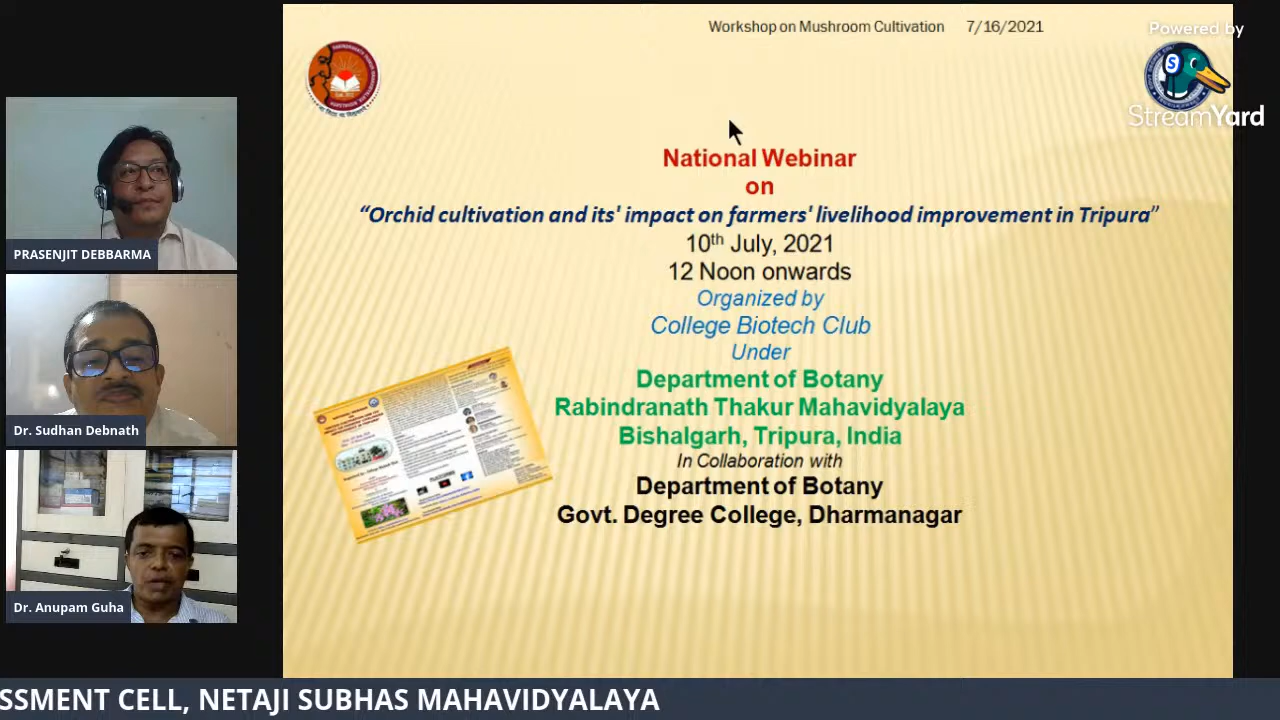 Workshop on Mushroom Cultivation 7/16/2021
Powered by
StreamYard
National Webinar
on
“Orchid cultivation and its' impact on farmers' livelihood improvement in Tripura”
10th July, 2021
12 Noon onwards
Organized by
College Biotech Club
Under
Department of Botany
Rabindranath Thakur Mahavidyalaya
Bishalgarh, Tripura, India
In Collaboration with
Department of Botany
Govt. Degree College, Dharmanagar
PRASENJIT DEBBARMA
Dr. Sudhan Debnath
Dr. Anupam Guha
SSMENT CELL, NETAJI SUBHAS MAHAVIDYALAYA